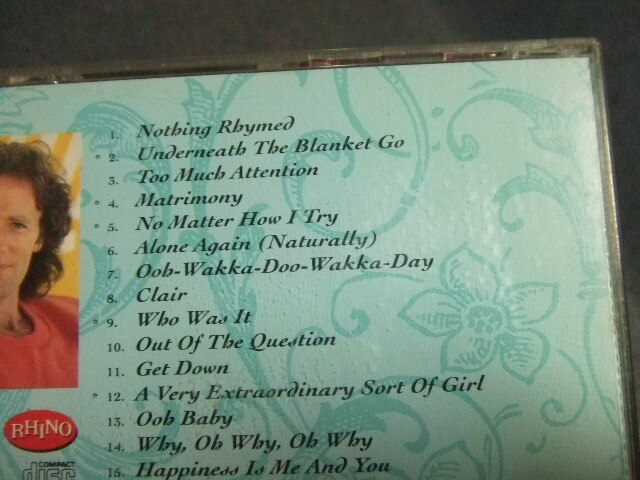 1. Nothing Rhymed
* 2. Underneath The Blanket Go
3. Too Much Attention
* 4. Matrimony
* 5. No Matter How I Try
6. Alone Again (Naturally)
7. Ooh-Wakka-Doo-Wakka-Day
8. Clair
* 9. Who Was It
10. Out Of The Question
11. Get Down
* 12. A Very Extraordinary Sort Of Girl
13. Ooh Baby
14. Why, Oh Why, Oh Why
15. Happiness Is Me And You
RHINO
COMPACT
disc